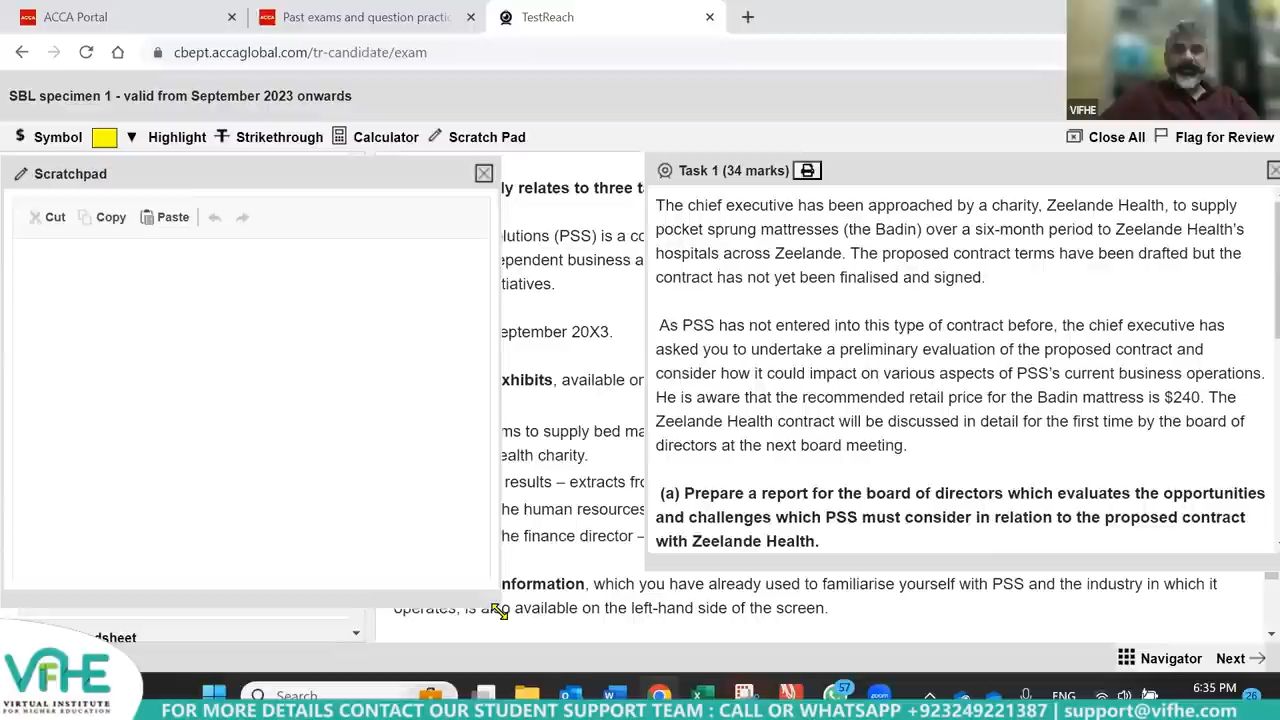 ACCA Portal
ACCA Past exams and question practic
TestReach
cbept.accaglobal.com/tr-candidate/exam
VIFHE
SBL specimen 1 - valid from September 2023 onwards
$ Symbol Highlight Strikethrough Calculator Scratch Pad Close All Flag for Review
Scratchpad
Cut Copy Paste
ly relates to three t
lutions (PSS) is a co
ependent business a
tiatives.
eptember 20X3.
xhibits, available on
ms to supply bed ma
ealth charity.
results – extracts fro
he human resources
he finance director –
nformation, which you have already used to familiarise yourself with PSS and the industry in which it
operates, is also available on the left-hand side of the screen.
Task 1 (34 marks)
The chief executive has been approached by a charity, Zeelande Health, to supply
pocket sprung mattresses (the Badin) over a six-month period to Zeelande Health's
hospitals across Zeelande. The proposed contract terms have been drafted but the
contract has not yet been finalised and signed.
As PSS has not entered into this type of contract before, the chief executive has
asked you to undertake a preliminary evaluation of the proposed contract and
consider how it could impact on various aspects of PSS's current business operations.
He is aware that the recommended retail price for the Badin mattress is $240. The
Zeelande Health contract will be discussed in detail for the first time by the board of
directors at the next board meeting.
(a) Prepare a report for the board of directors which evaluates the opportunities
and challenges which PSS must consider in relation to the proposed contract
with Zeelande Health.
dsheet
Navigator Next
Search
57
zoom
ENG
6:35 PM
26
VIFHE
VIRTUAL INSTITUTE
FOR HIGHER EDUCATION
FOR MORE DETAILS CONTACT OUR STUDENT SUPPORT TEAM : CALL OR WHATSAPP +923249221387 | support@vifhe.com